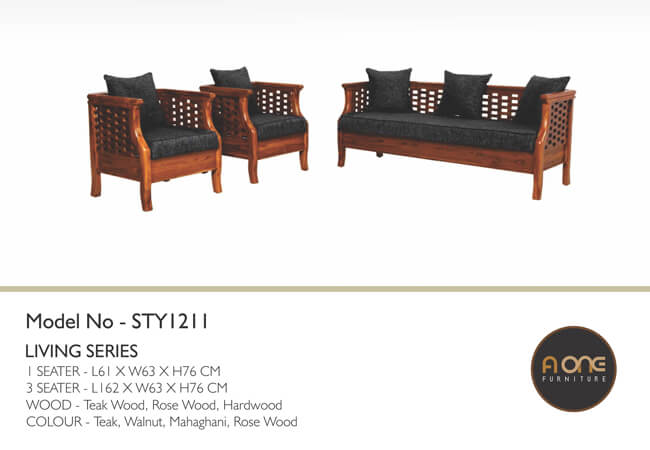 Model No - STY1211
LIVING SERIES
1 SEATER - L61 X W63 X H76 CM
3 SEATER - L162 X W63 X H76 CM
WOOD - Teak Wood, Rose Wood, Hardwood
COLOUR - Teak, Walnut, Mahaghani, Rose Wood
A ONE
FURNITURE